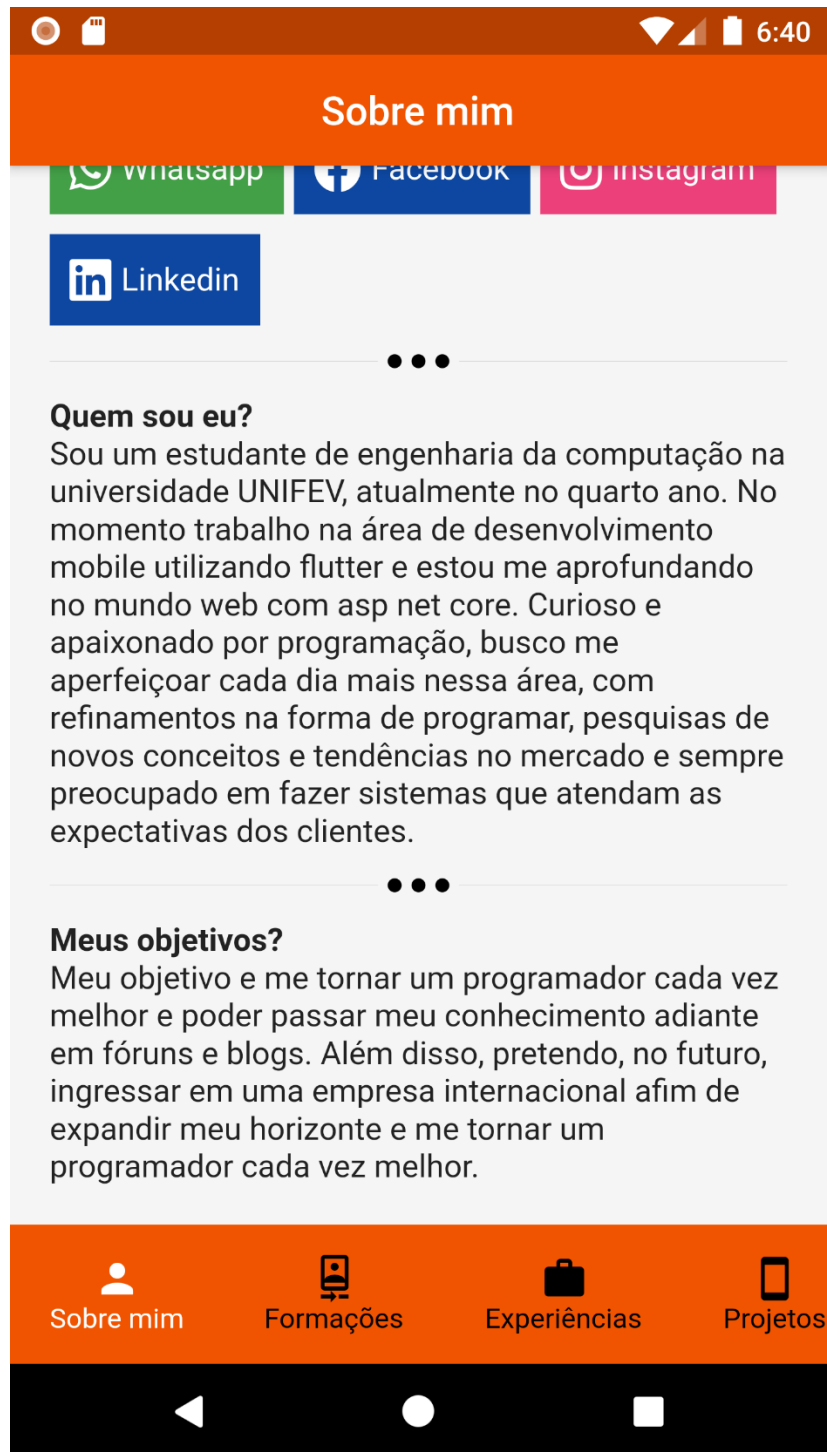 6:40
Sobre mim
Whatsapp Facebook Instagram
Linkedin
Quem sou eu?
Sou um estudante de engenharia da computação na
universidade UNIFEV, atualmente no quarto ano. No
momento trabalho na área de desenvolvimento
mobile utilizando flutter e estou me aprofundando
no mundo web com asp net core. Curioso e
apaixonado por programação, busco me
aperfeiçoar cada dia mais nessa área, com
refinamentos na forma de programar, pesquisas de
novos conceitos e tendências no mercado e sempre
preocupado em fazer sistemas que atendam as
expectativas dos clientes.
Meus objetivos?
Meu objetivo e me tornar um programador cada vez
melhor e poder passar meu conhecimento adiante
em fóruns e blogs. Além disso, pretendo, no futuro,
ingressar em uma empresa internacional afim de
expandir meu horizonte e me tornar um
programador cada vez melhor.
Sobre mim Formações Experiências Projetos